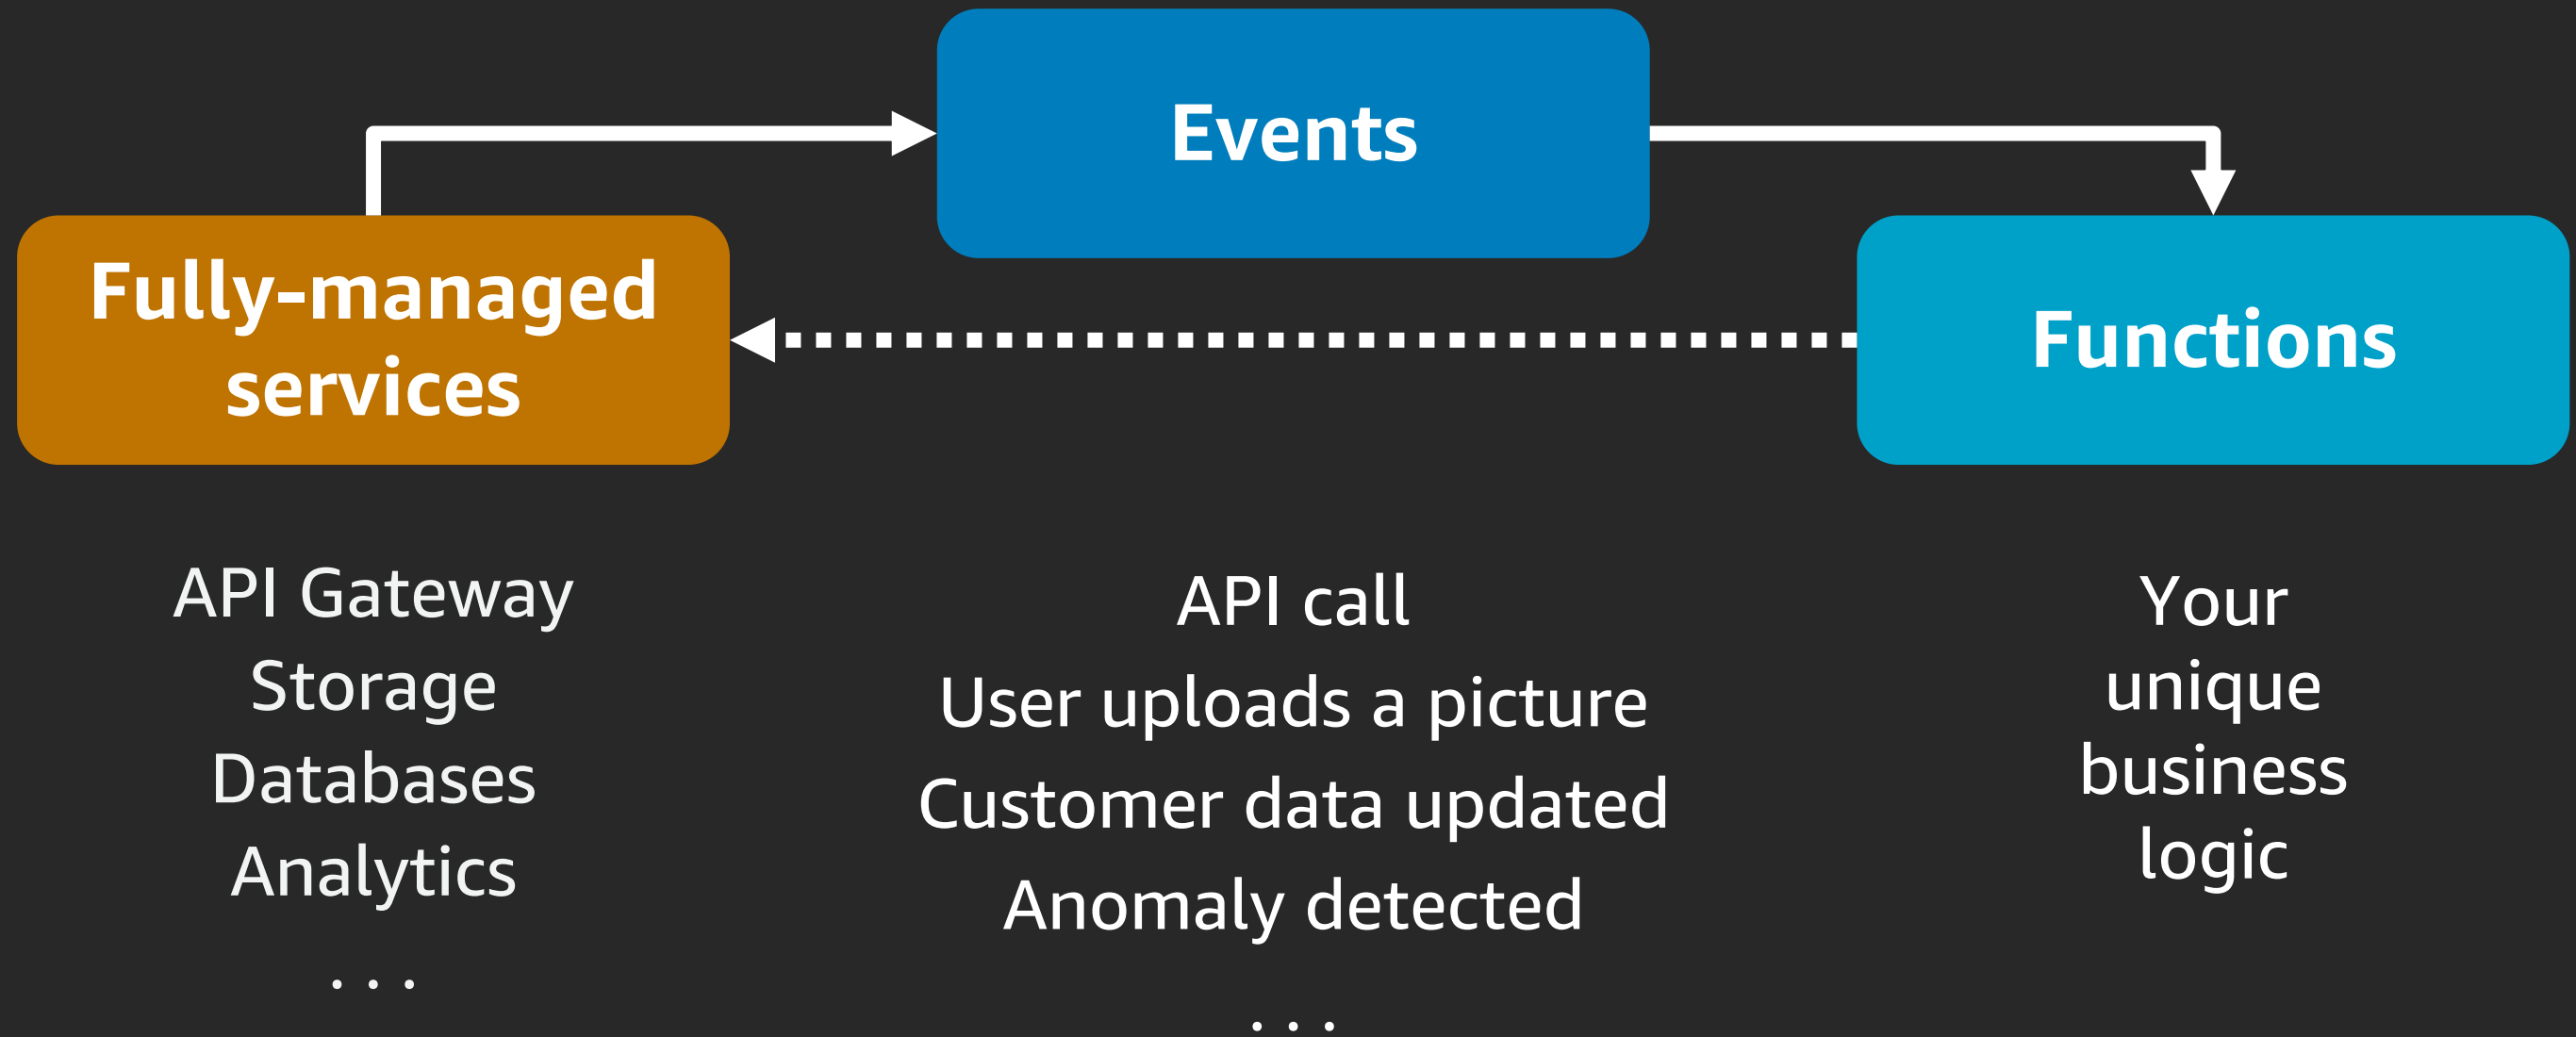 Events
Fully-managed
services
Functions
API Gateway
Storage
Databases
Analytics
. . .
API call
User uploads a picture
Customer data updated
Anomaly detected
. . .
Your
unique
business
logic